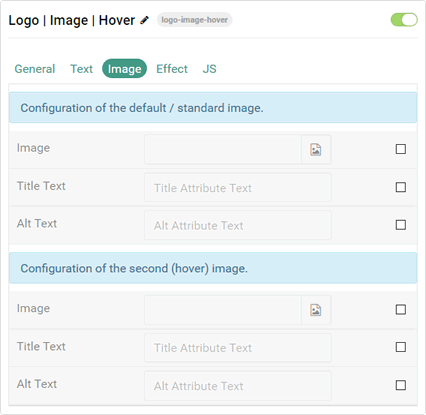 Logo | Image | Hover logo-image-hover
General Text Image Effect JS
Configuration of the default / standard image.
Image
Title Text Title Attribute Text
Alt Text Alt Attribute Text
Configuration of the second (hover) image.
Image
Title Text Title Attribute Text
Alt Text Alt Attribute Text